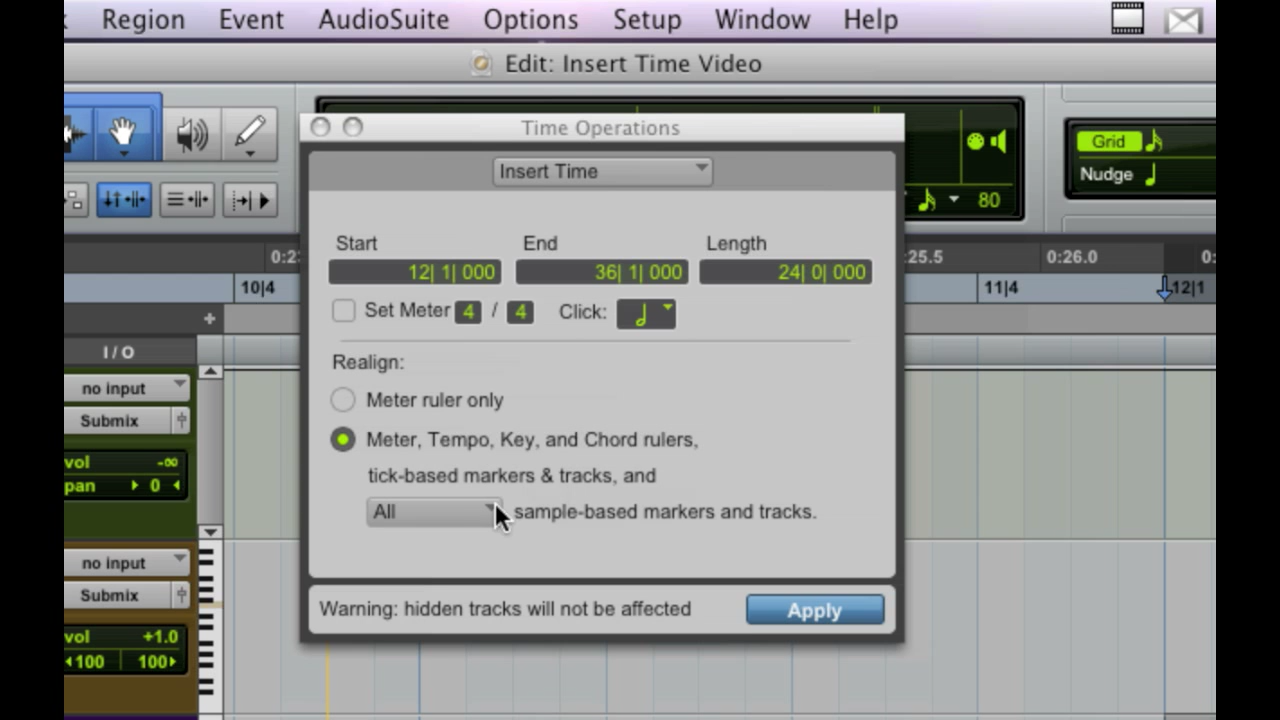 Region Event AudioSuite Options Setup Window Help
Edit: Insert Time Video
Time Operations
Insert Time
Grid
Nudge
80
Start End Length
12| 1| 000 36| 1| 000 24| 0| 000
25.5 0:26.0
10|4 11|4 12|1
Set Meter 4 / 4 Click:
I / O
Realign:
no input
Meter ruler only
Submix
Meter, Tempo, Key, and Chord rulers,
vol -∞
tick-based markers & tracks, and
pan 0
All sample-based markers and tracks.
no input
Submix
Warning: hidden tracks will not be affected Apply
vol +1.0
100 100